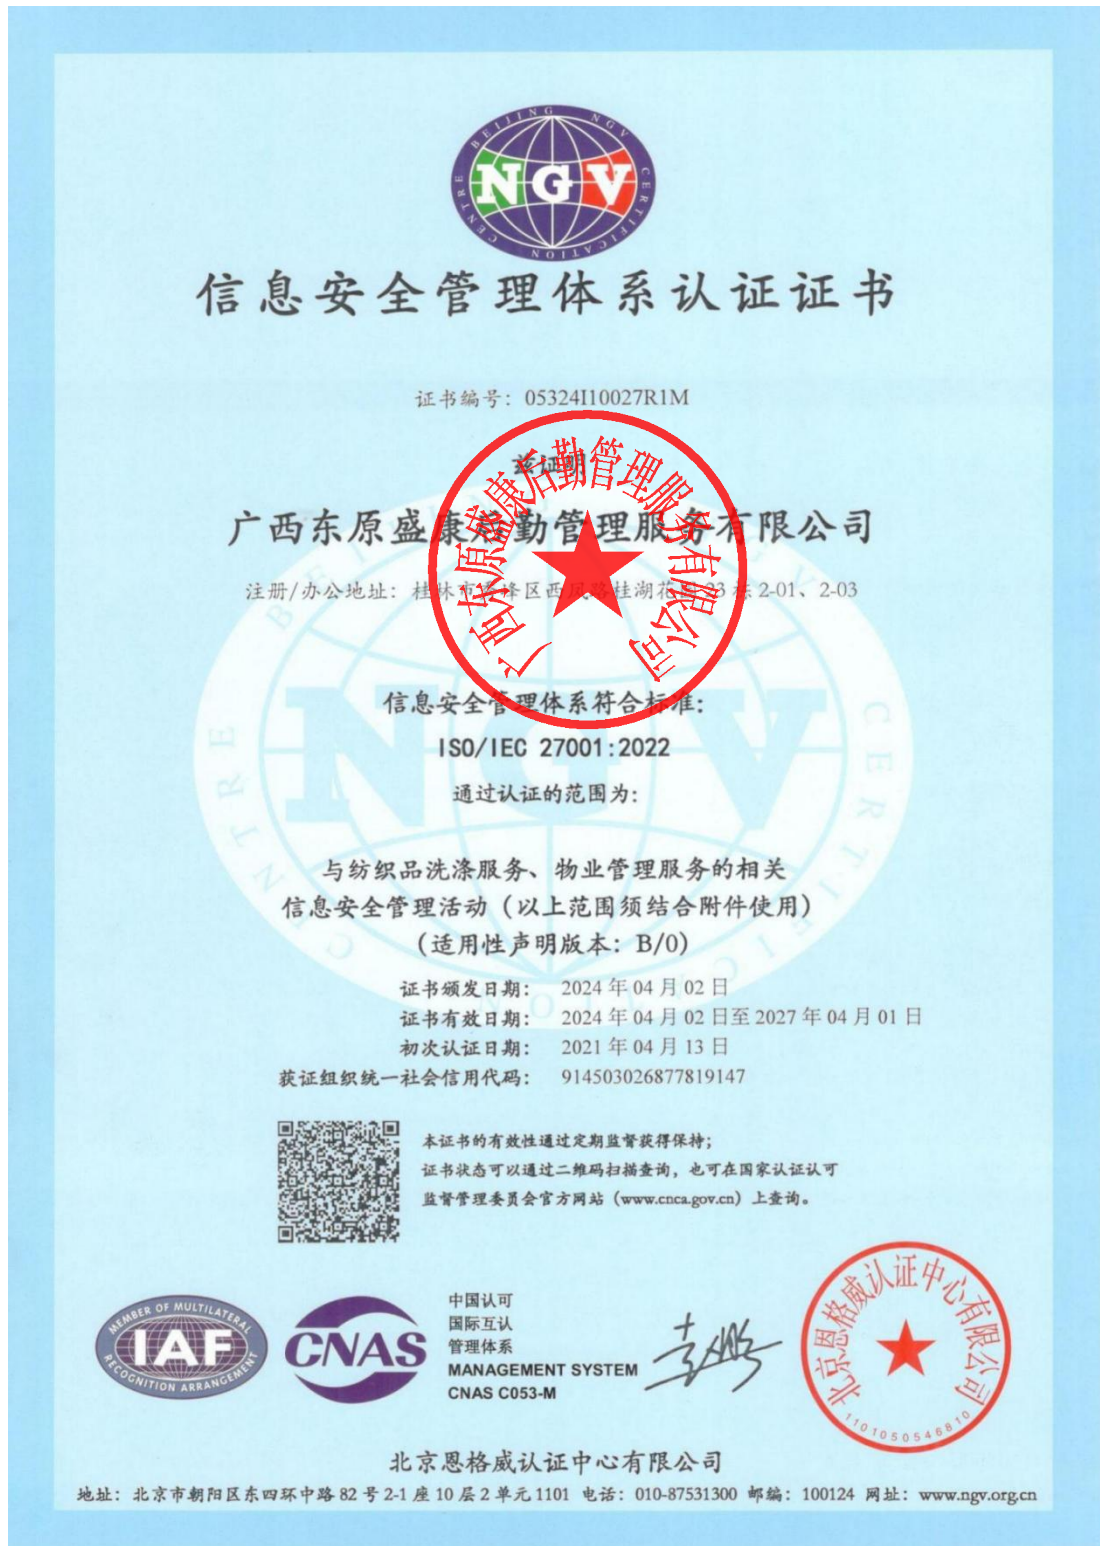 BEIJING NGV CERTIFICATION CENTRE
NGV
信息安全管理体系认证证书
证书编号：05324I10027R1M
兹证明
广西东原盛康后勤管理服务有限公司
注册/办公地址：桂林市秀峰区西凤路桂湖花园23栋2-01、2-03
广西东原盛康后勤管理服务有限公司
信息安全管理体系符合标准：
ISO/IEC 27001:2022
通过认证的范围为：
与纺织品洗涤服务、物业管理服务的相关
信息安全管理活动（以上范围须结合附件使用）
（适用性声明版本：B/0）
证书颁发日期： 2024年04月02日
证书有效日期： 2024年04月02日至2027年04月01日
初次认证日期： 2021年04月13日
获证组织统一社会信用代码： 914503026877819147
本证书的有效性通过定期监督获得保持；
证书状态可以通过二维码扫描查询，也可在国家认证认可
监督管理委员会官方网站（www.cnca.gov.cn）上查询。
MEMBER OF MULTILATERAL
IAF
RECOGNITION ARRANGEMENT
CNAS
中国认可
国际互认
管理体系
MANAGEMENT SYSTEM
CNAS C053-M
北京恩格威认证中心有限公司
1101050546810
北京恩格威认证中心有限公司
地址：北京市朝阳区东四环中路82号2-1座10层2单元1101 电话：010-87531300 邮编：100124 网址：www.ngv.org.cn